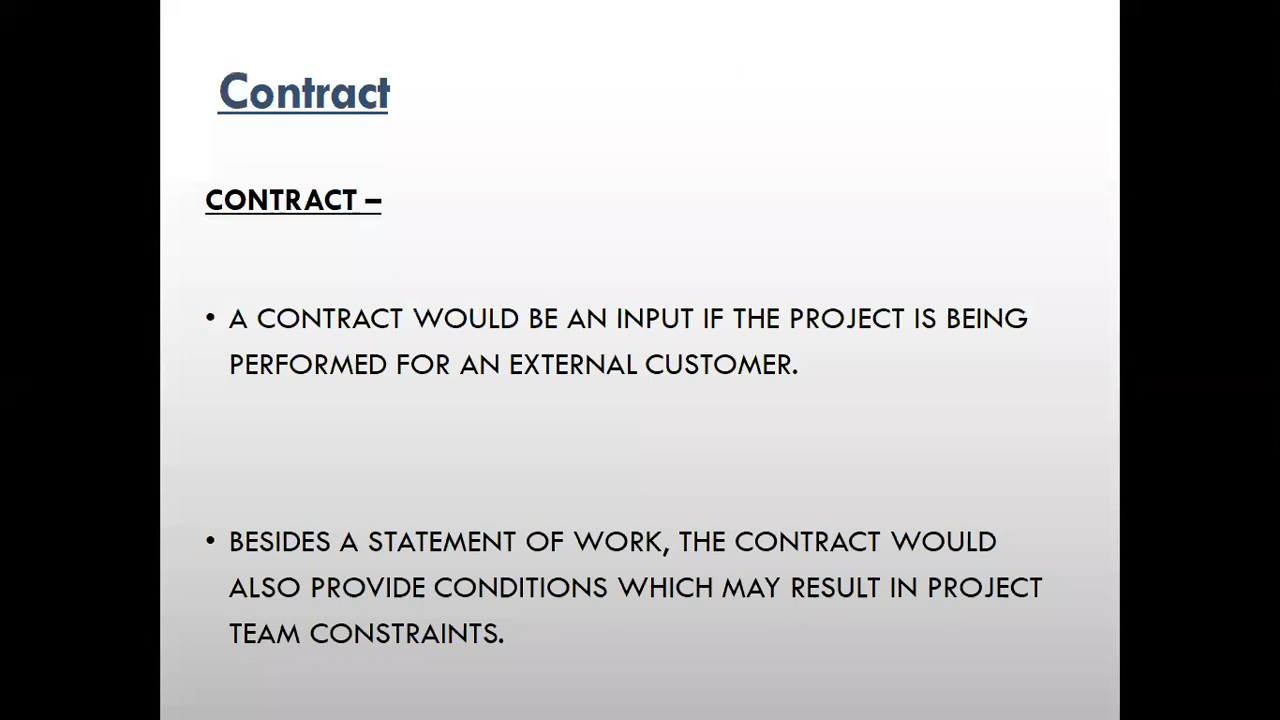 Contract
CONTRACT –
• A CONTRACT WOULD BE AN INPUT IF THE PROJECT IS BEING
PERFORMED FOR AN EXTERNAL CUSTOMER.
• BESIDES A STATEMENT OF WORK, THE CONTRACT WOULD
ALSO PROVIDE CONDITIONS WHICH MAY RESULT IN PROJECT
TEAM CONSTRAINTS.